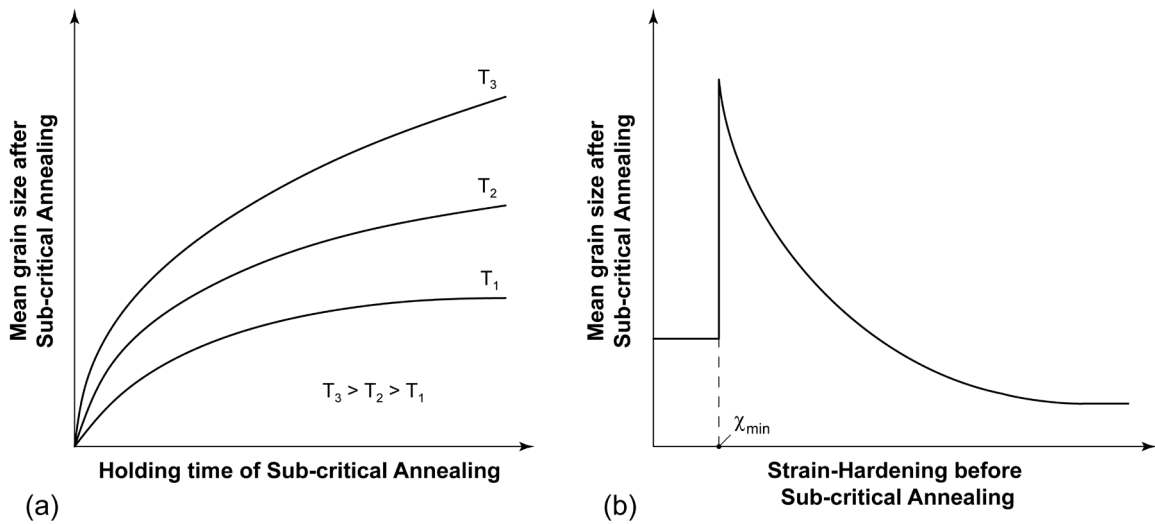 Mean grain size after
Sub-critical Annealing
T₃
T₂
T₁
T₃ > T₂ > T₁
Holding time of Sub-critical Annealing
(a)
Mean grain size after
Sub-critical Annealing
χmin
Strain-Hardening before
Sub-critical Annealing
(b)